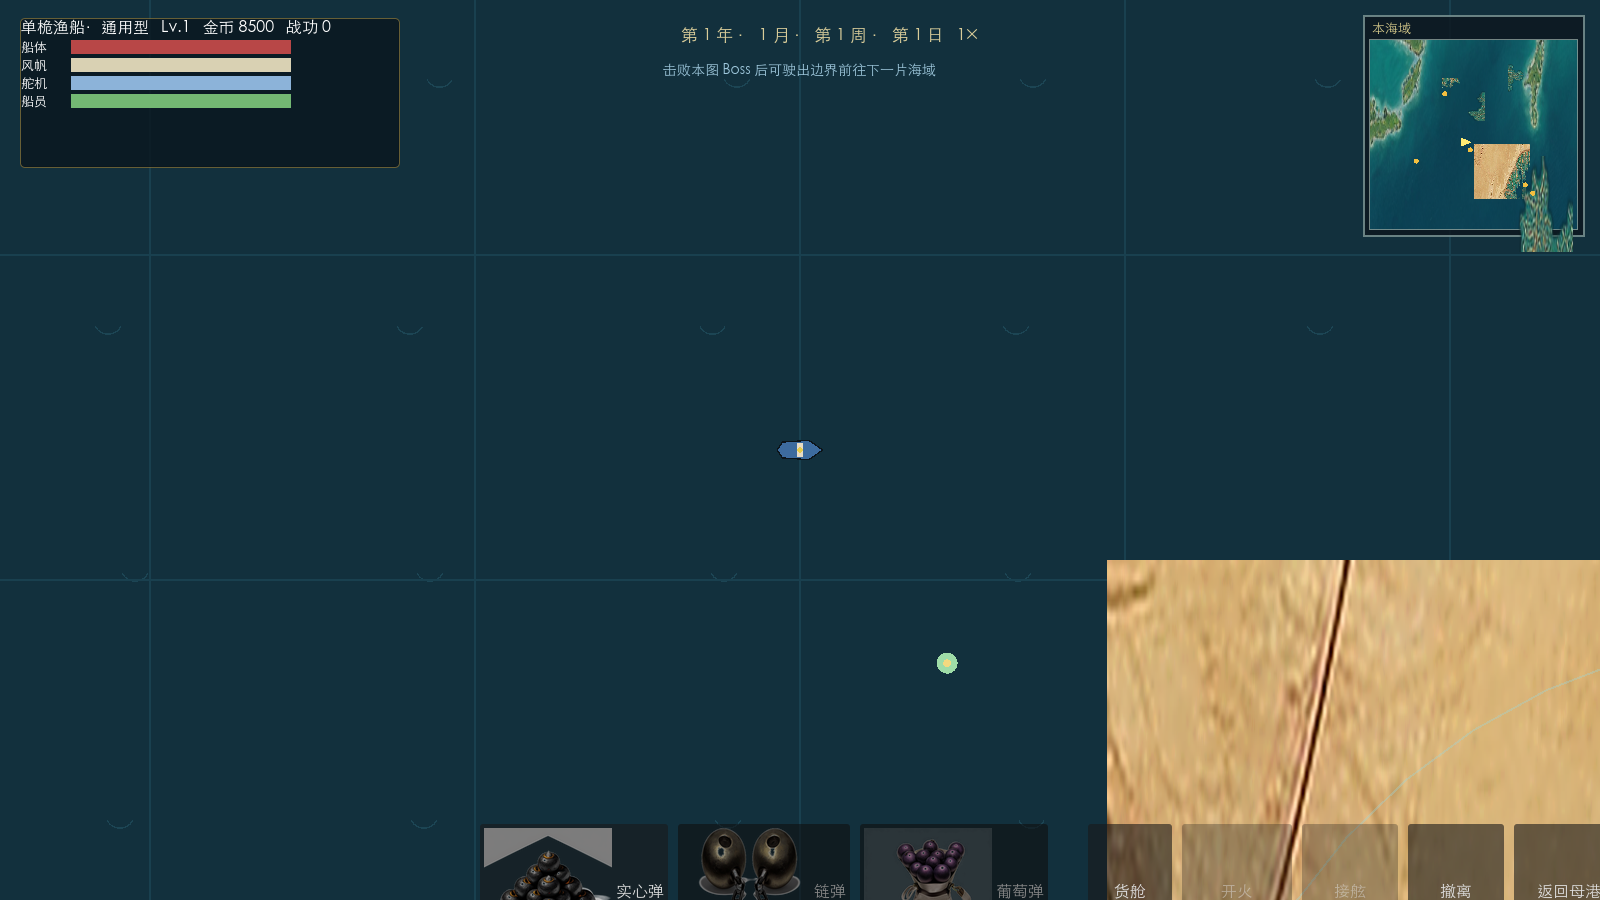 单桅渔船· 通用型 Lv.1 金币 8500 战功 0
船体
风帆
舵机
船员
第 1 年 · 1 月 · 第 1 周 · 第 1 日 1×
击败本图 Boss 后可驶出边界前往下一片海域
本海域
实心弹
链弹
葡萄弹
货舱
开火
接舷
撤离
返回母港